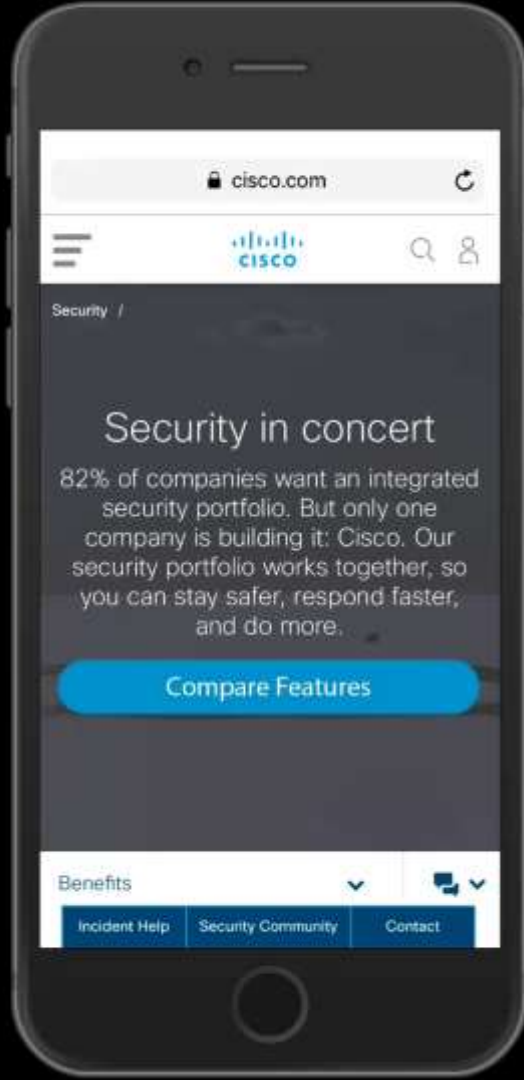 cisco.com
CISCO
Security /
Security in concert
82% of companies want an integrated
security portfolio. But only one
company is building it: Cisco. Our
security portfolio works together, so
you can stay safer, respond faster,
and do more.
Compare Features
Benefits
Incident Help Security Community Contact